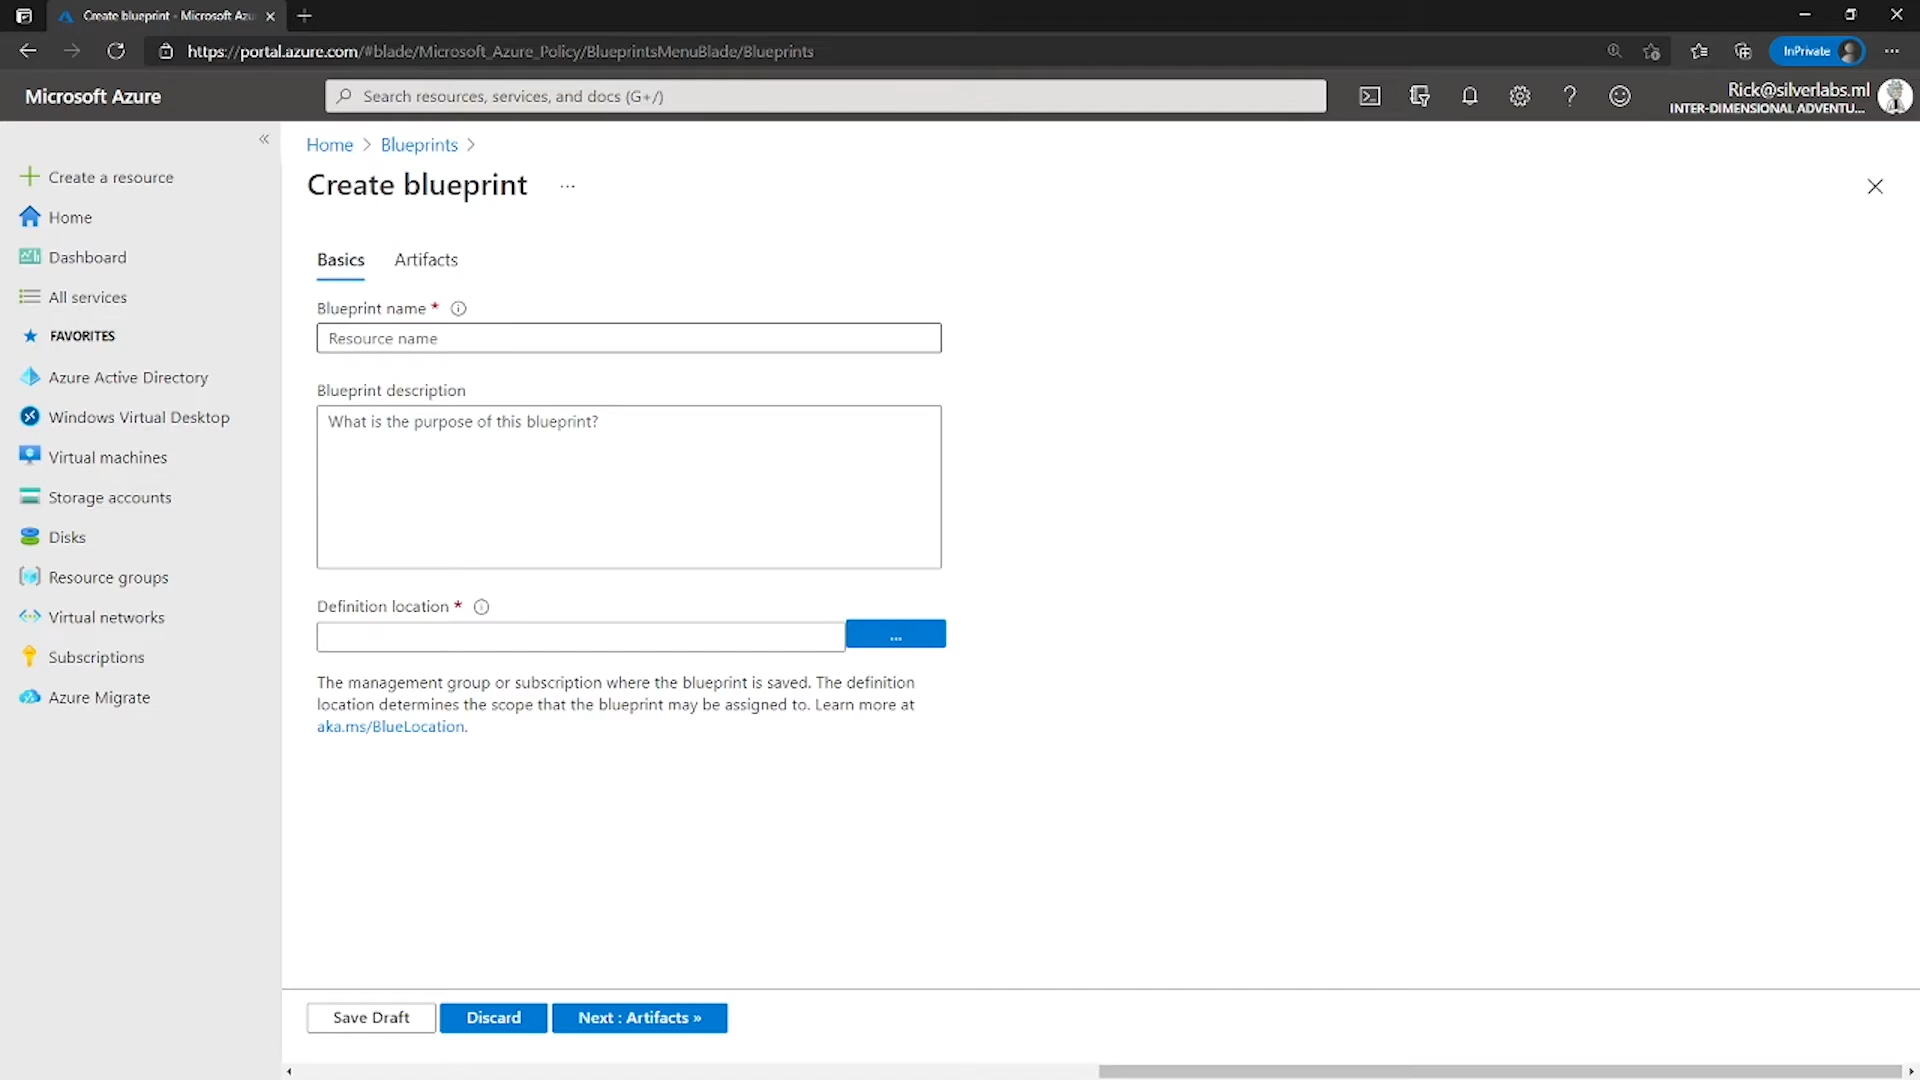 Create blueprint - Microsoft Azu
https://portal.azure.com/#blade/Microsoft_Azure_Policy/BlueprintsMenuBlade/Blueprints
InPrivate
Microsoft Azure
Search resources, services, and docs (G+/)
Rick@silverlabs.ml
INTER-DIMENSIONAL ADVENTU...
Create a resource
Home
Dashboard
All services
FAVORITES
Azure Active Directory
Windows Virtual Desktop
Virtual machines
Storage accounts
Disks
Resource groups
Virtual networks
Subscriptions
Azure Migrate
Home > Blueprints >
Create blueprint ...
Basics Artifacts
Blueprint name *
Resource name
Blueprint description
What is the purpose of this blueprint?
Definition location *
...
The management group or subscription where the blueprint is saved. The definition
location determines the scope that the blueprint may be assigned to. Learn more at
aka.ms/BlueLocation.
Save Draft
Discard
Next : Artifacts »